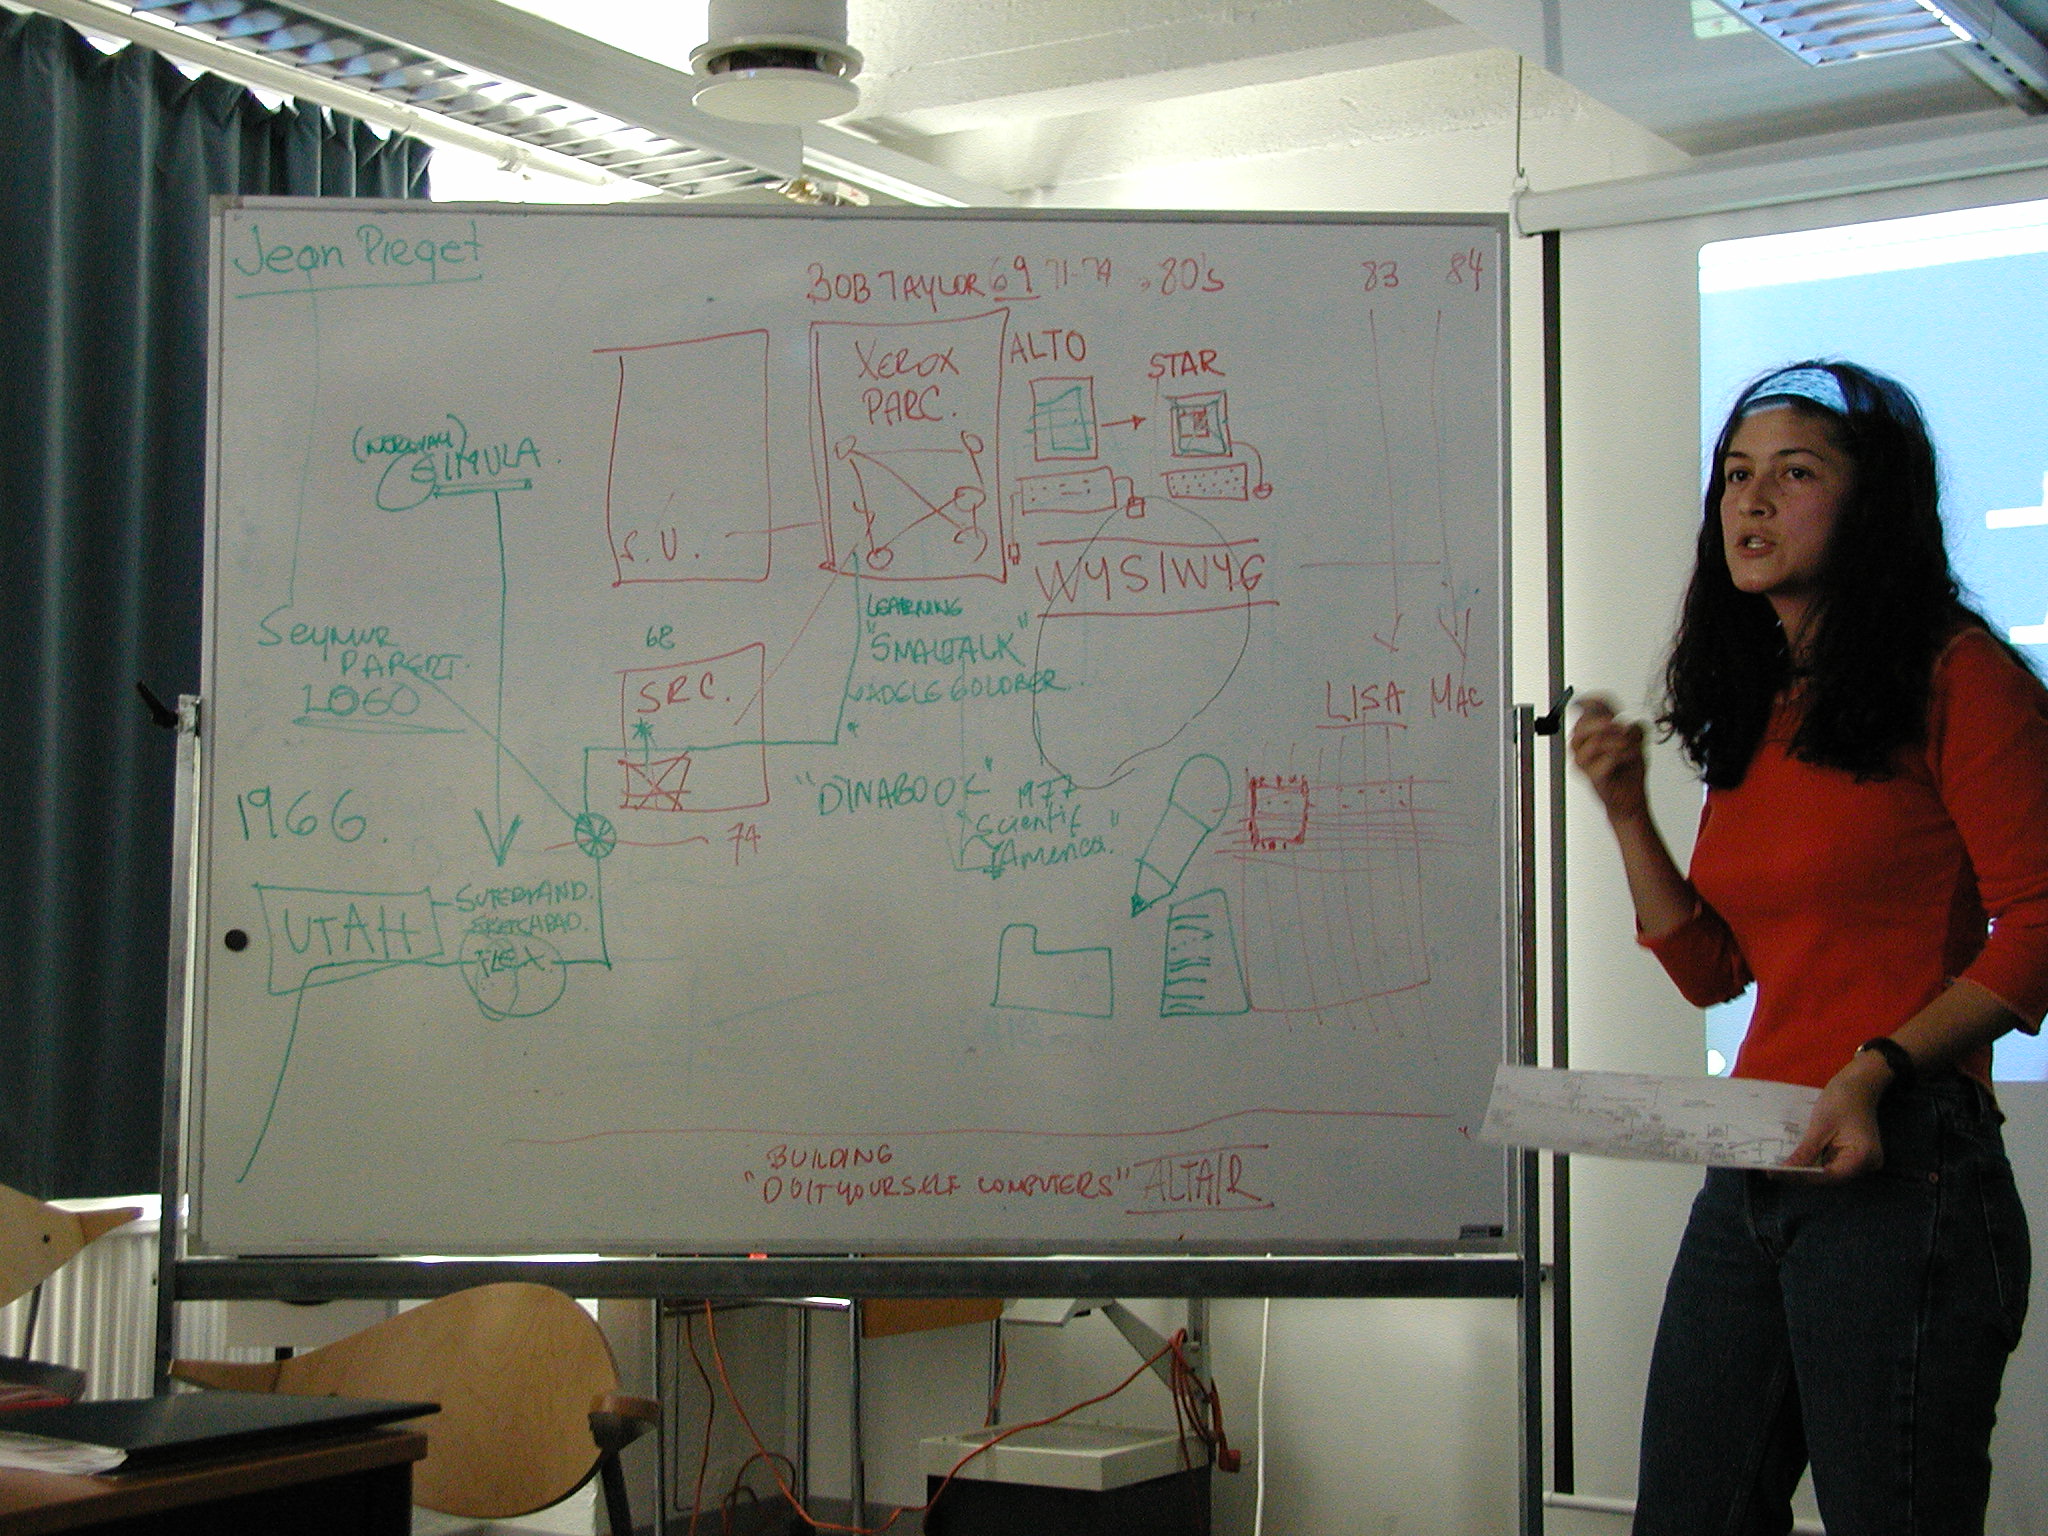 Jean Pieget
BOB TAYLOR 69 71-74 80's 83 84
XEROX
PARC.
ALTO
STAR
(NORWAY)
SIMULA.
S.U.
WYSIWYG
LEARNING
"SMALTALK"
ADELE GOLDBER.
68
SRC.
Seymur
PAPERT.
LOGO
LISA MAC
1966.
74
"DINABOOK"
1977
"Scientif
America."
UTAH
SUTERLAND.
SKETCHPAD.
FLEX.
BUILDING
"DO IT YOURSELF COMPUTERS" ALTAIR